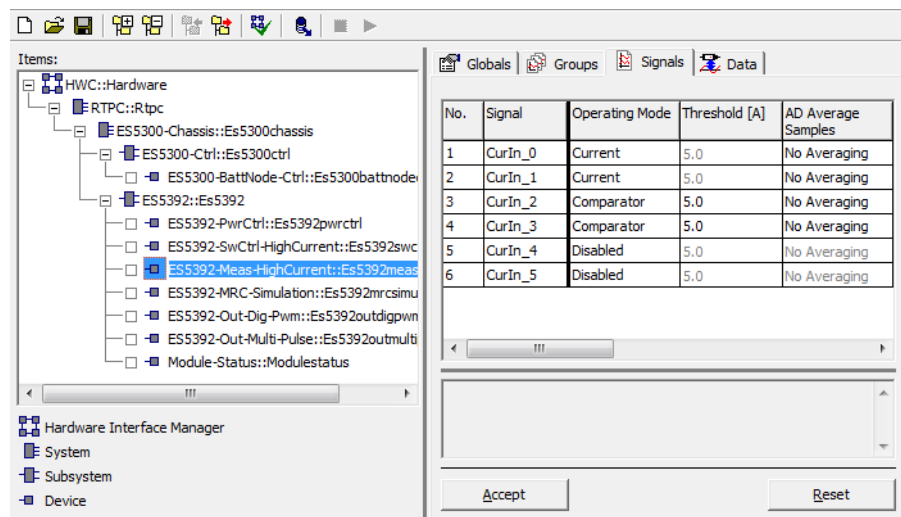 Items:
HWC::Hardware
RTPC::Rtpc
ES5300-Chassis::Es5300chassis
ES5300-Ctrl::Es5300ctrl
ES5300-BattNode-Ctrl::Es5300battnode
ES5392::Es5392
ES5392-PwrCtrl::Es5392pwrctrl
ES5392-SwCtrl-HighCurrent::Es5392swc
ES5392-Meas-HighCurrent::Es5392meas
ES5392-MRC-Simulation::Es5392mrcsimu
ES5392-Out-Dig-Pwm::Es5392outdigpwm
ES5392-Out-Multi-Pulse::Es5392outmulti
Module-Status::Modulestatus
Hardware Interface Manager
System
Subsystem
Device
Globals Groups Signals Data
No. Signal Operating Mode Threshold [A] AD Average Samples
1 CurIn_0 Current 5.0 No Averaging
2 CurIn_1 Current 5.0 No Averaging
3 CurIn_2 Comparator 5.0 No Averaging
4 CurIn_3 Comparator 5.0 No Averaging
5 CurIn_4 Disabled 5.0 No Averaging
6 CurIn_5 Disabled 5.0 No Averaging
Accept Reset